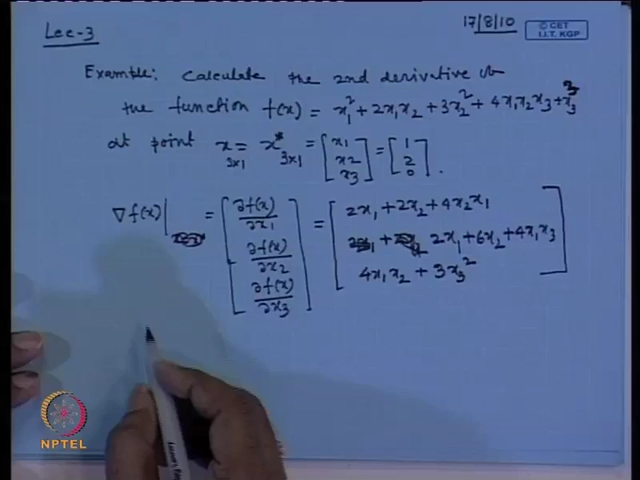 Lec-3
17/8/10
© CET
I.I.T. KGP
Example: Calculate the 2nd derivative of
the function f(x) = x₁² + 2x₁x₂ + 3x₂² + 4x₁x₂x₃ + x₃³
at point x = x* = [x₁ x₂ x₃] = [1 2 0].
3x1 3x1
∇f(x)| = [∂f(x)/∂x₁ ∂f(x)/∂x₂ ∂f(x)/∂x₃] = [2x₁+2x₂+4x₂x₁
2x₁+6x₂+4x₁x₃
4x₁x₂+3x₃²]
NPTEL